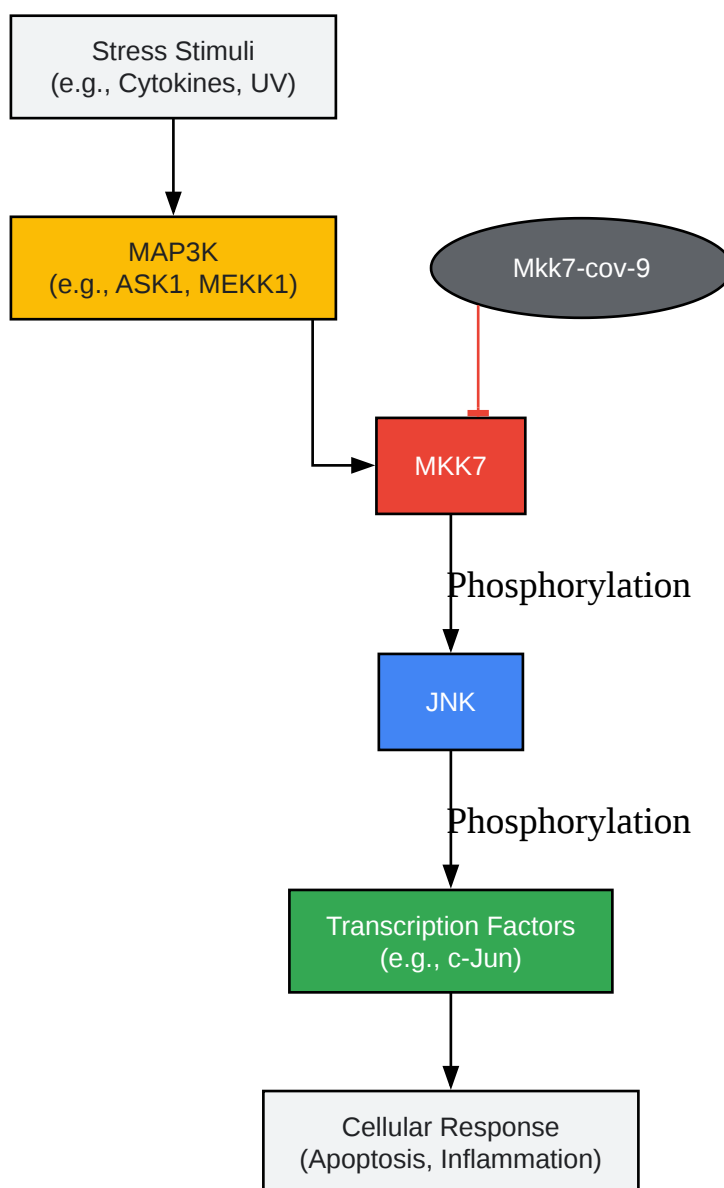 Stress Stimuli
(e.g., Cytokines, UV)
MAP3K
(e.g., ASK1, MEKK1)
Mkk7-cov-9
MKK7
Phosphorylation
JNK
Phosphorylation
Transcription Factors
(e.g., c-Jun)
Cellular Response
(Apoptosis, Inflammation)